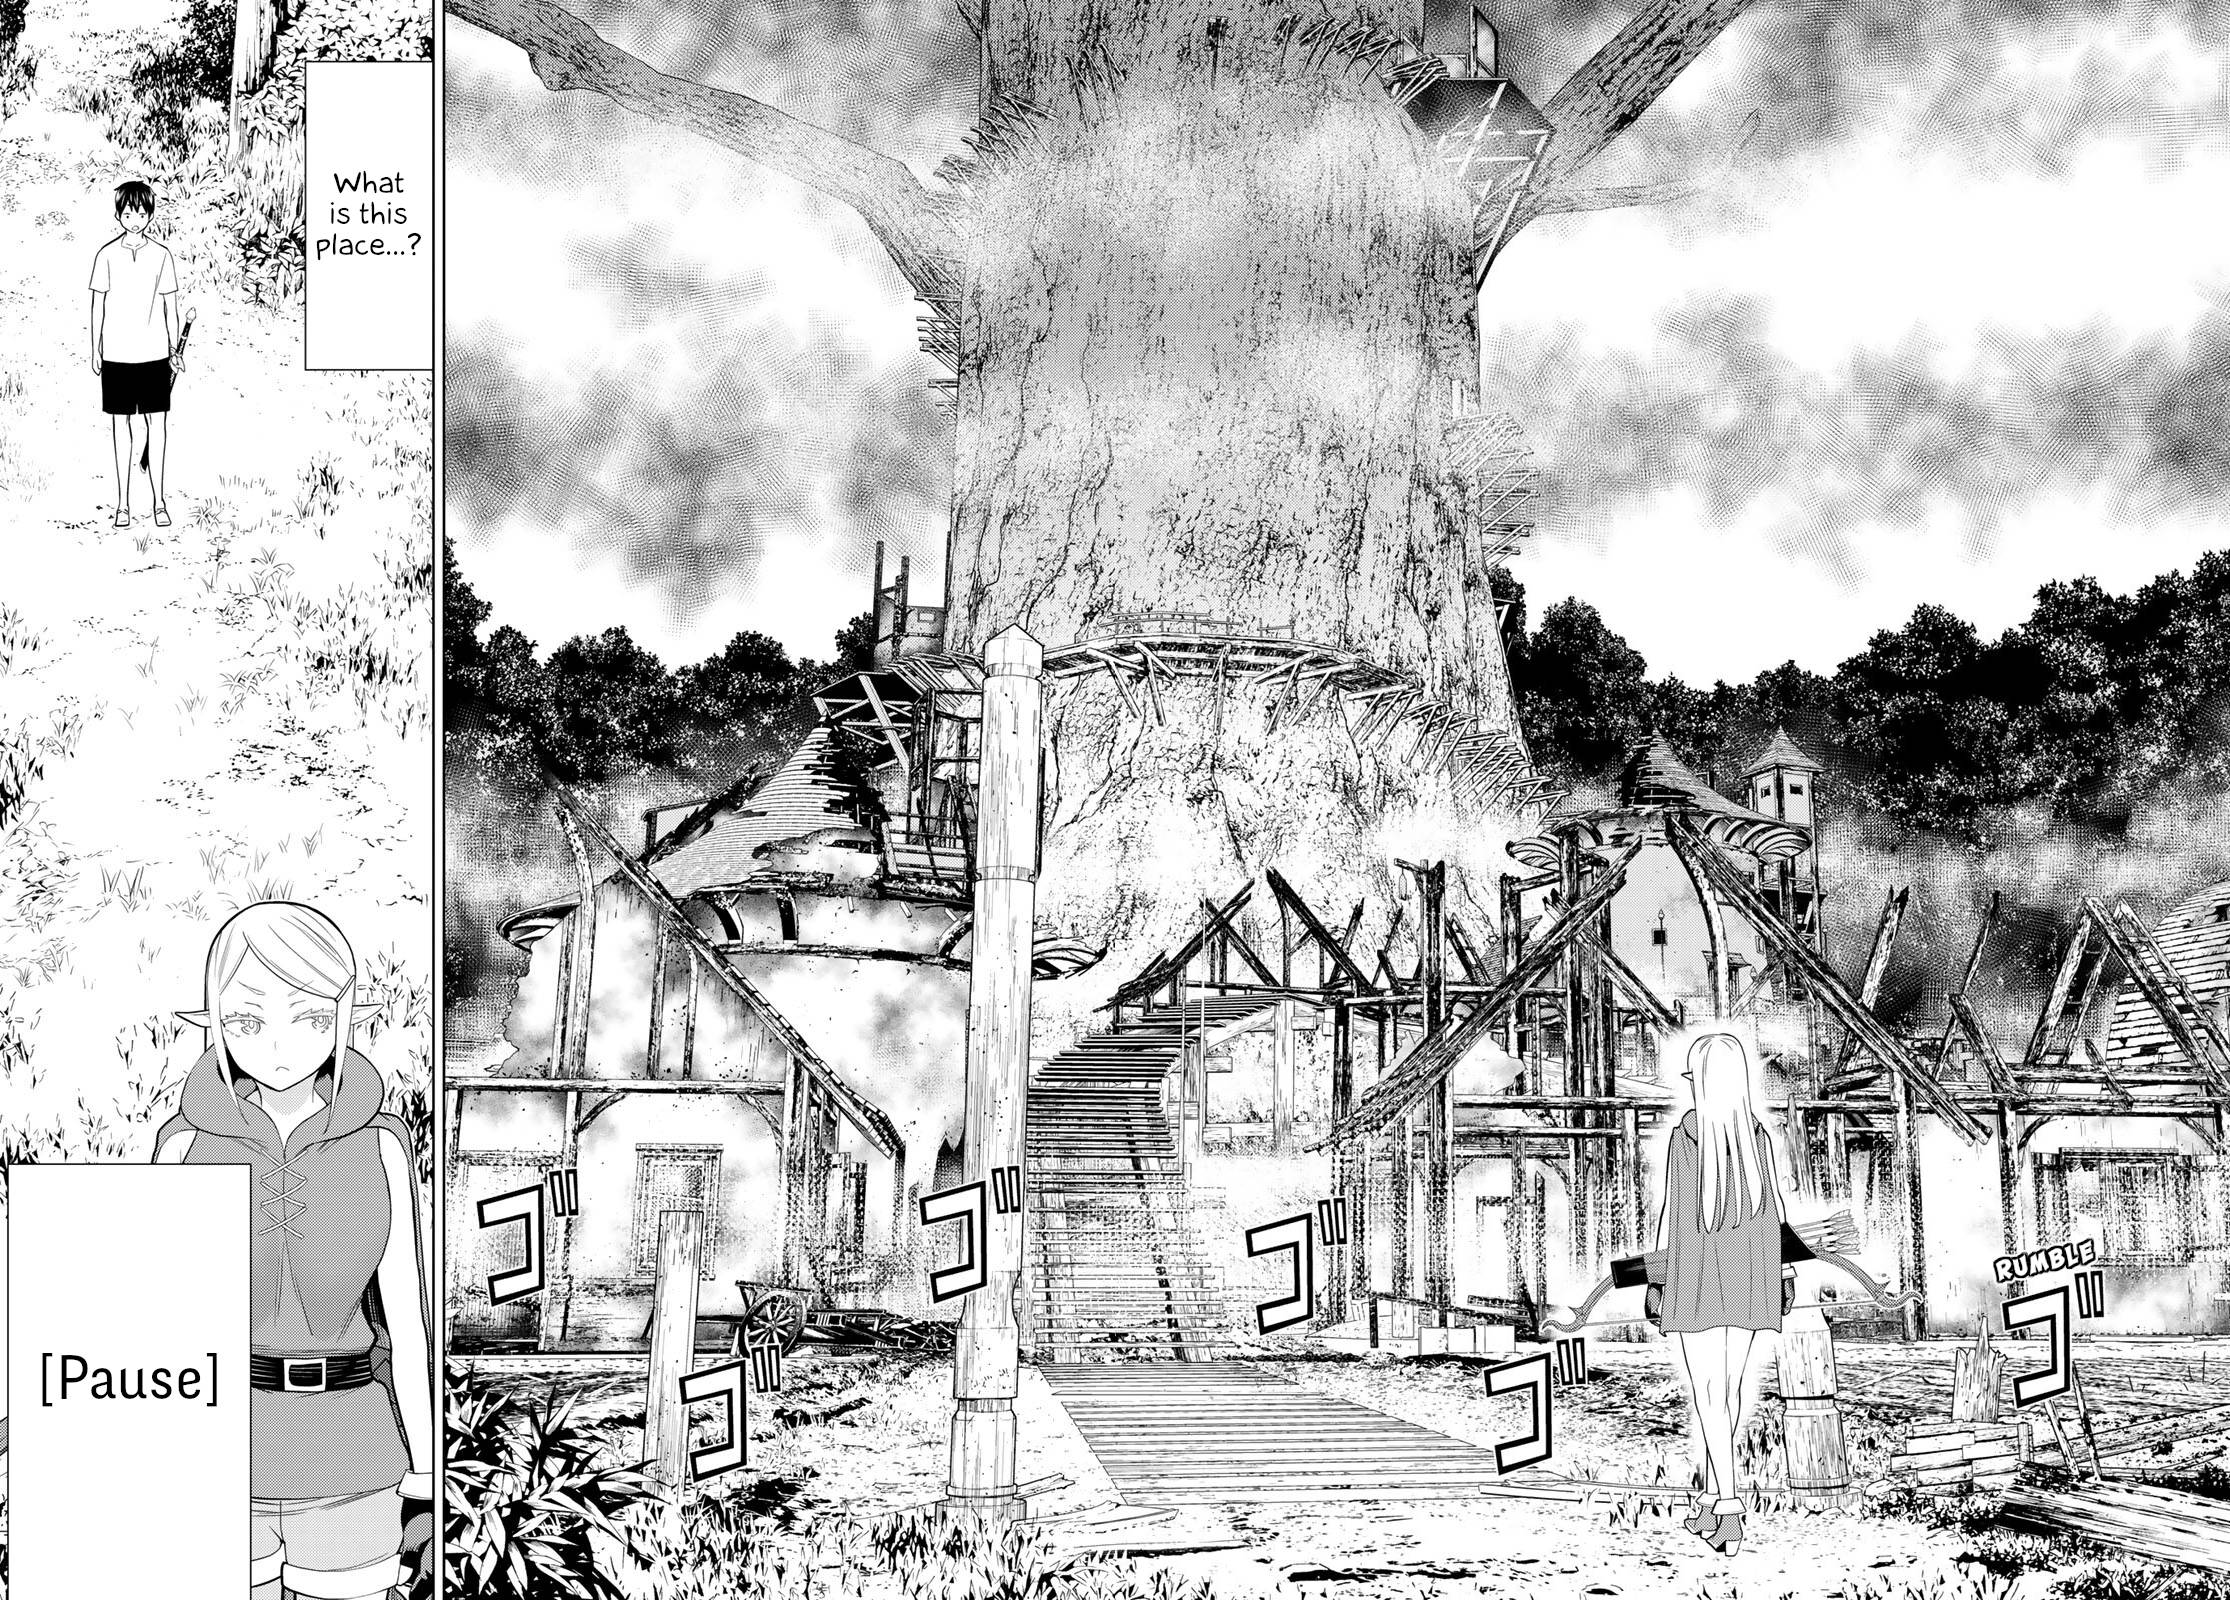 ゴ
ゴ
ゴ
ゴ
ゴ
ゴ
RUMBLE
What
is this
place...?
[Pause]